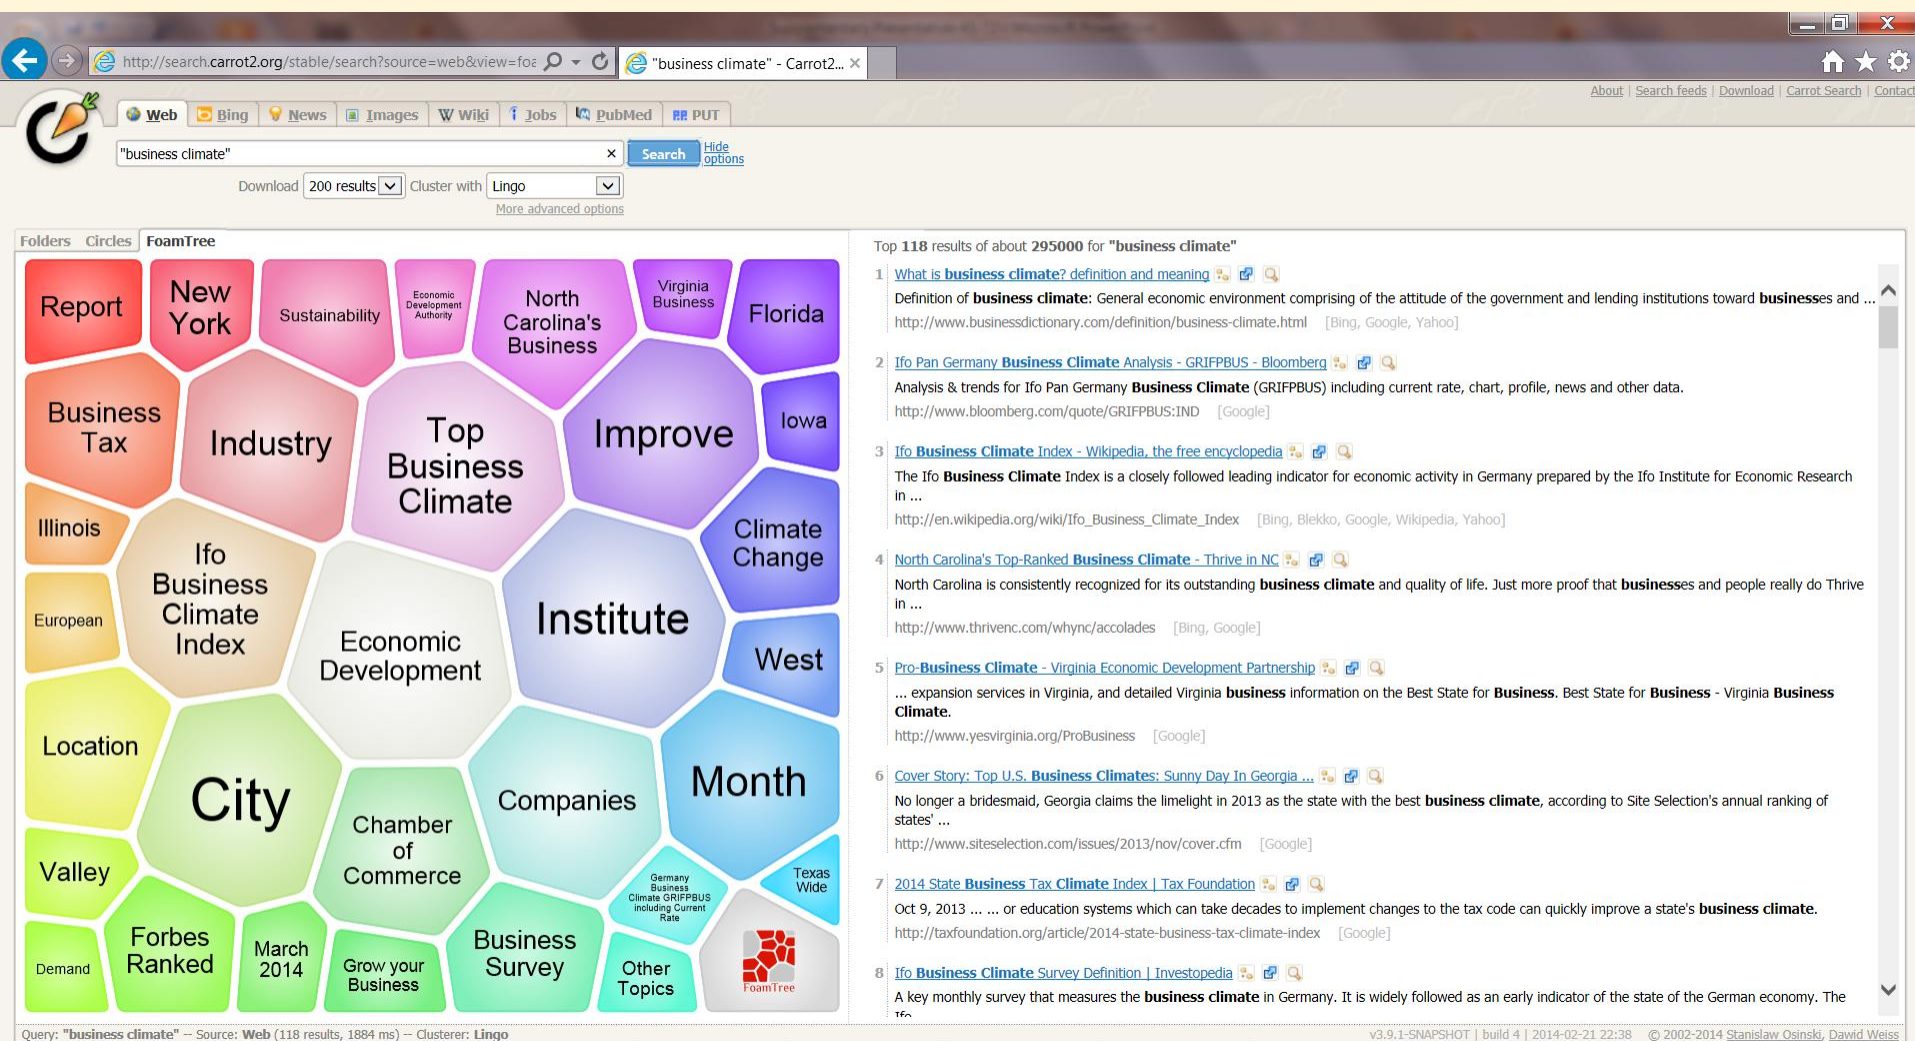 http://search.carrot2.org/stable/search?source=web&view=foa
"business climate" - Carrot2...
About | Search feeds | Download | Carrot Search | Contact
Web Bing News Images Wiki Jobs PubMed PUT
"business climate" × Search Hide options
Download 200 results Cluster with Lingo
More advanced options
Folders Circles FoamTree
Report
New
York
Sustainability
Economic
Development
Authority
North
Carolina's
Business
Virginia
Business
Florida
Business
Tax
Industry
Top
Business
Climate
Improve
Iowa
Illinois
Ifo
Business
Climate
Index
Climate
Change
European
Economic
Development
Institute
West
Location
City
Chamber
of
Commerce
Companies
Month
Valley
Germany
Business
Climate GRIFPBUS
including Current
Rate
Texas
Wide
Demand
Forbes
Ranked
March
2014
Grow your
Business
Business
Survey
Other
Topics
FoamTree
Top 118 results of about 295000 for "business climate"
1 What is business climate? definition and meaning
Definition of business climate: General economic environment comprising of the attitude of the government and lending institutions toward businesses and ...
http://www.businessdictionary.com/definition/business-climate.html [Bing, Google, Yahoo]
2 Ifo Pan Germany Business Climate Analysis - GRIFPBUS - Bloomberg
Analysis & trends for Ifo Pan Germany Business Climate (GRIFPBUS) including current rate, chart, profile, news and other data.
http://www.bloomberg.com/quote/GRIFPBUS:IND [Google]
3 Ifo Business Climate Index - Wikipedia, the free encyclopedia
The Ifo Business Climate Index is a closely followed leading indicator for economic activity in Germany prepared by the Ifo Institute for Economic Research
in ...
http://en.wikipedia.org/wiki/Ifo_Business_Climate_Index [Bing, Blekko, Google, Wikipedia, Yahoo]
4 North Carolina's Top-Ranked Business Climate - Thrive in NC
North Carolina is consistently recognized for its outstanding business climate and quality of life. Just more proof that businesses and people really do Thrive
in ...
http://www.thrivenc.com/whync/accolades [Bing, Google]
5 Pro-Business Climate - Virginia Economic Development Partnership
... expansion services in Virginia, and detailed Virginia business information on the Best State for Business. Best State for Business - Virginia Business
Climate.
http://www.yesvirginia.org/ProBusiness [Google]
6 Cover Story: Top U.S. Business Climates: Sunny Day In Georgia ...
No longer a bridesmaid, Georgia claims the limelight in 2013 as the state with the best business climate, according to Site Selection's annual ranking of
states' ...
http://www.siteselection.com/issues/2013/nov/cover.cfm [Google]
7 2014 State Business Tax Climate Index | Tax Foundation
Oct 9, 2013 ... ... or education systems which can take decades to implement changes to the tax code can quickly improve a state's business climate.
http://taxfoundation.org/article/2014-state-business-tax-climate-index [Google]
8 Ifo Business Climate Survey Definition | Investopedia
A key monthly survey that measures the business climate in Germany. It is widely followed as an early indicator of the state of the German economy. The
Ifo
Query: "business climate" -- Source: Web (118 results, 1884 ms) -- Clusterer: Lingo
v3.9.1-SNAPSHOT | build 4 | 2014-02-21 22:38 © 2002-2014 Stanislaw Osinski, Dawid Weiss